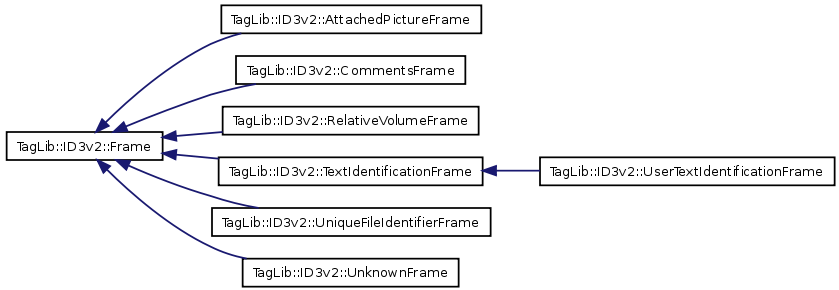 TagLib::ID3v2::AttachedPictureFrame
TagLib::ID3v2::CommentsFrame
TagLib::ID3v2::RelativeVolumeFrame
TagLib::ID3v2::Frame
TagLib::ID3v2::TextIdentificationFrame
TagLib::ID3v2::UserTextIdentificationFrame
TagLib::ID3v2::UniqueFileIdentifierFrame
TagLib::ID3v2::UnknownFrame